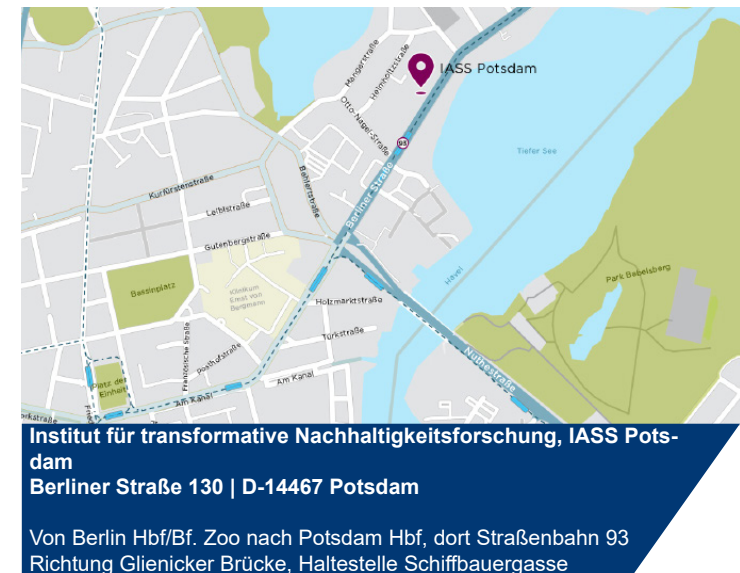 Mangerstraße
Helmholtzstraße
IASS Potsdam
Otto-Nagel-Straße
93
Tiefer See
Behlertstraße
Berliner Straße
Kurfürstenstraße
Leiblstraße
Gutenbergstraße
Havel
Park Babelsberg
Bassinplatz
Klinikum
Ernst von
Bergmann
Holzmarktstraße
Türkstraße
Französische Straße
Posthofstraße
Nuthestraße
Platz der
Einheit
Am Kanal
Am Kanal
Institut für transformative Nachhaltigkeitsforschung, IASS Pots-
dam
Berliner Straße 130 | D-14467 Potsdam
Von Berlin Hbf/Bf. Zoo nach Potsdam Hbf, dort Straßenbahn 93
Richtung Glienicker Brücke, Haltestelle Schiffbauergasse